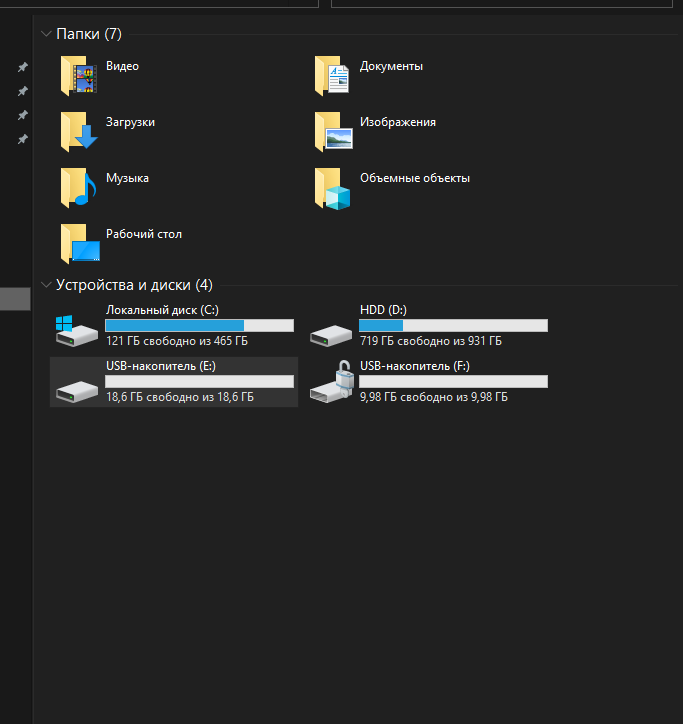 Папки (7)
Видео
Документы
Загрузки
Изображения
Музыка
Объемные объекты
Рабочий стол
Устройства и диски (4)
Локальный диск (C:)
121 ГБ свободно из 465 ГБ
HDD (D:)
719 ГБ свободно из 931 ГБ
USB-накопитель (E:)
18,6 ГБ свободно из 18,6 ГБ
USB-накопитель (F:)
9,98 ГБ свободно из 9,98 ГБ